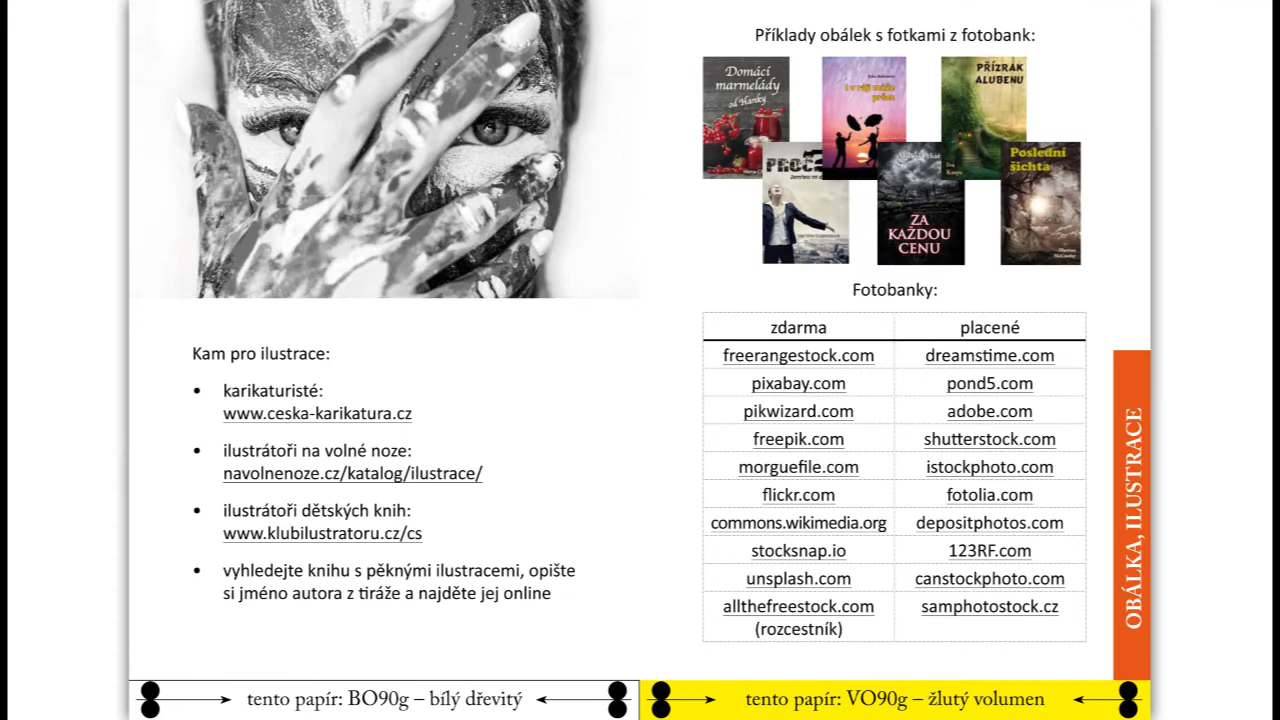 Kam pro ilustrace:
• karikaturisté:
www.ceska-karikatura.cz
• ilustrátoři na volné noze:
navolnenoze.cz/katalog/ilustrace/
• ilustrátoři dětských knih:
www.klubilustratoru.cz/cs
• vyhledejte knihu s pěknými ilustracemi, opište
si jméno autora z tiráže a najděte jej online
tento papír: BO90g – bílý dřevitý
Příklady obálek s fotkami z fotobank:
Domácí
marmelády
od Hanky
PŘÍZRAK
ALUBENU
PROČ
Poslední
šichta
ZA
KAŽDOU
CENU
Fotobanky:
zdarma placené
freerangestock.com dreamstime.com
pixabay.com pond5.com
pikwizard.com adobe.com
freepik.com shutterstock.com
morguefile.com istockphoto.com
flickr.com fotolia.com
commons.wikimedia.org depositphotos.com
stocksnap.io 123RF.com
unsplash.com canstockphoto.com
allthefreestock.com samphotostock.cz
(rozcestník)
OBÁLKA, ILUSTRACE
tento papír: VO90g – žlutý volumen